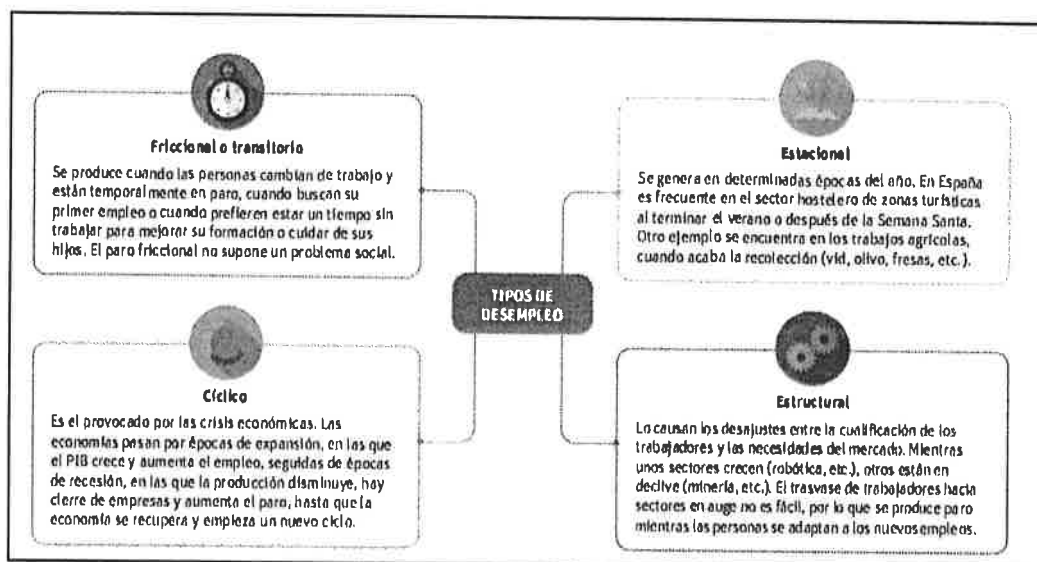 Friccional o transitorio
Se produce cuando las personas cambian de trabajo y
están temporalmente en paro, cuando buscan su
primer empleo o cuando prefieren estar un tiempo sin
trabajar para mejorar su formación o cuidar de sus
hijos. El paro friccional no supone un problema social.
Estacional
Se genera en determinadas épocas del año. En España
es frecuente en el sector hostelero de zonas turísticas
al terminar el verano o después de la Semana Santa.
Otro ejemplo se encuentra en los trabajos agrícolas,
cuando acaba la recolección (vid, olivo, fresas, etc.).
TIPOS DE
DESEMPLEO
Cíclico
Es el provocado por las crisis económicas. Las
economías pasan por épocas de expansión, en las que
el PIB crece y aumenta el empleo, seguidas de épocas
de recesión, en las que la producción disminuye, hay
cierre de empresas y aumenta el paro, hasta que la
economía se recupera y empieza un nuevo ciclo.
Estructural
Lo causan los desajustes entre la cualificación de los
trabajadores y las necesidades del mercado. Mientras
unos sectores crecen (robótica, etc.), otros están en
declive (minería, etc.). El trasvase de trabajadores hacia
sectores en auge no es fácil, por lo que se produce paro
mientras las personas se adaptan a los nuevos empleos.